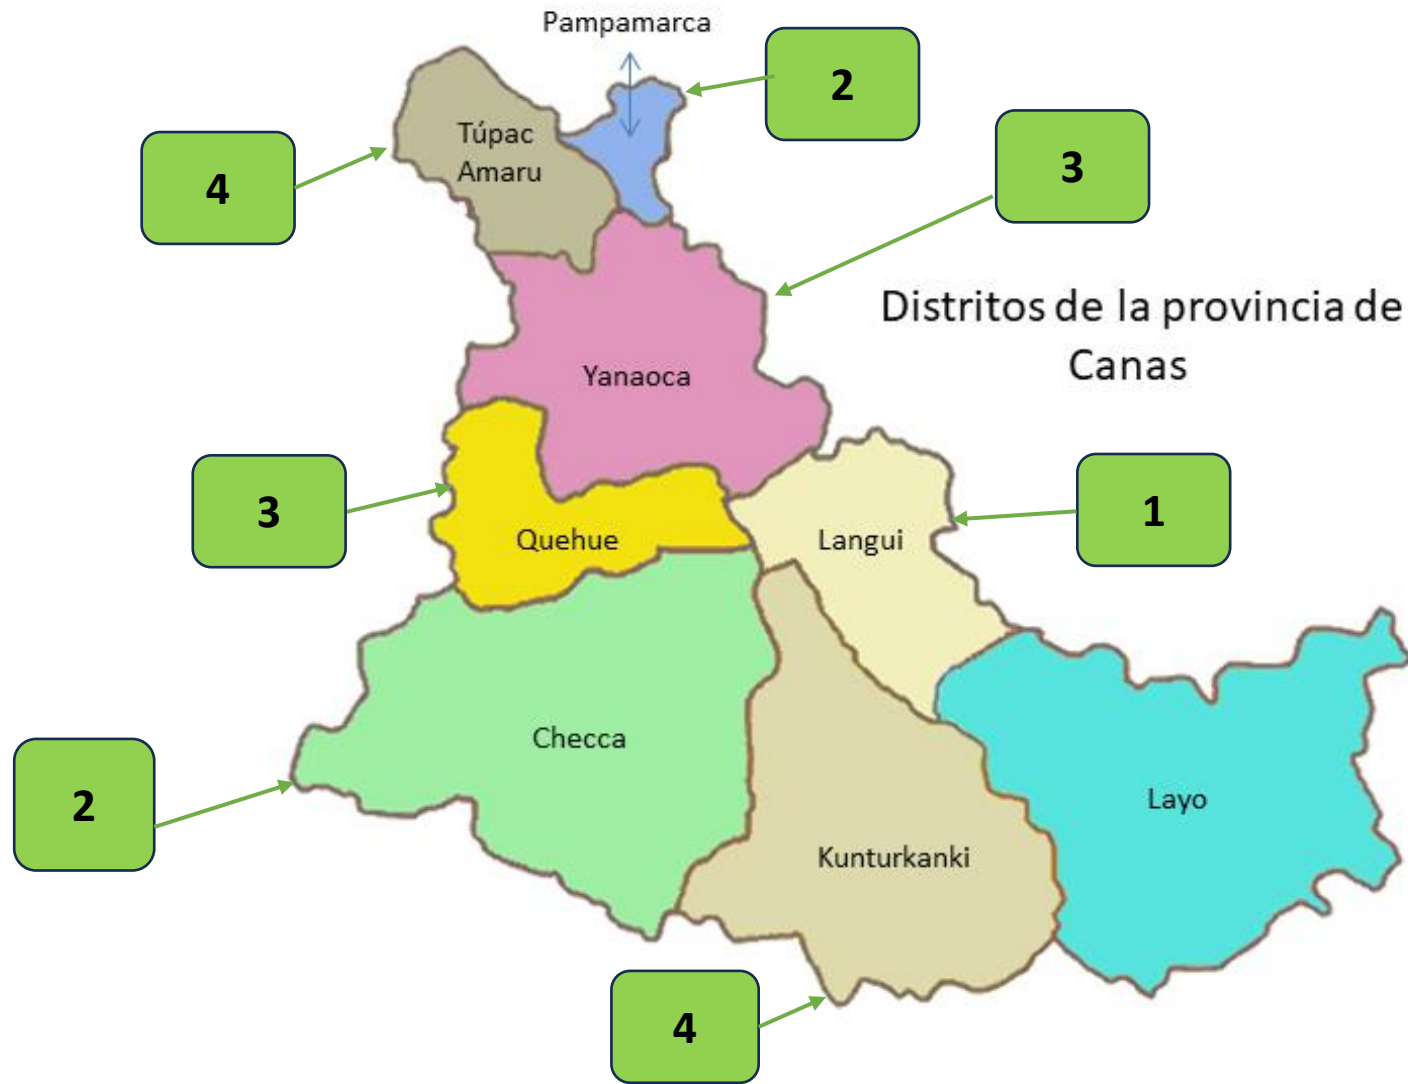 Pampamarca
2
Túpac
Amaru
4
3
Distritos de la provincia de
Canas
Yanaoca
3
Quehue
Langui
1
Checca
2
Layo
Kunturkanki
4